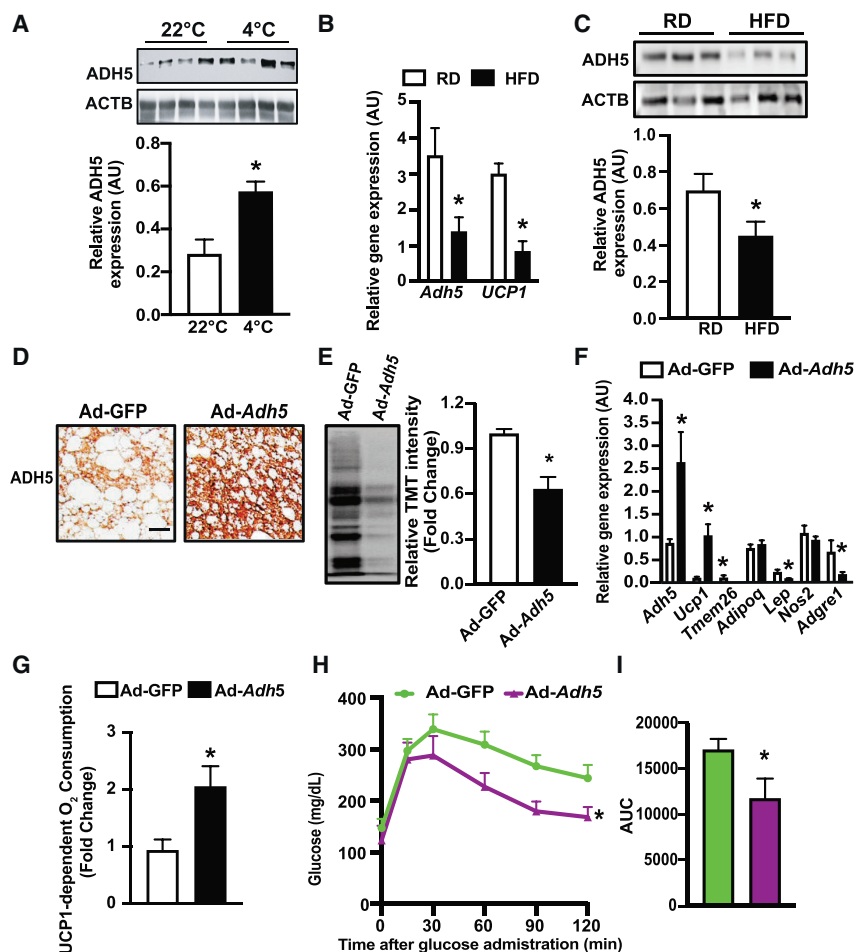 A
22°C 4°C
ADH5
ACTB
Relative ADH5
expression (AU)
0.8
0.6
0.4
0.2
0.0
22°C 4°C
*
B
RD HFD
Relative gene expression (AU)
5
4
3
2
1
0
*
*
Adh5 UCP1
C
RD HFD
ADH5
ACTB
Relative ADH5
expression (AU)
1.0
0.8
0.6
0.4
0.2
0.0
*
RD HFD
D
Ad-GFP Ad-Adh5
ADH5
E
Ad-GFP
Ad-Adh5
Relative TMT intensity
(Fold Change)
1.2
0.9
0.6
0.3
0.0
*
Ad-GFP
Ad-Adh5
F
Ad-GFP Ad-Adh5
Relative gene expression (AU)
4.0
3.5
3.0
2.5
2.0
1.5
1.0
0.5
0.0
* * * * *
Adh5
Ucp1
Tmem26
Adipoq
Lep
Nos2
Adgre1
G
Ad-GFP Ad-Adh5
UCP1-dependent O₂ Consumption
(Fold Change)
3
2
1
0
*
H
Ad-GFP Ad-Adh5
Glucose (mg/dL)
400
300
200
100
0
*
0 30 60 90 120
Time after glucose admistration (min)
I
AUC
20000
15000
10000
5000
0
*